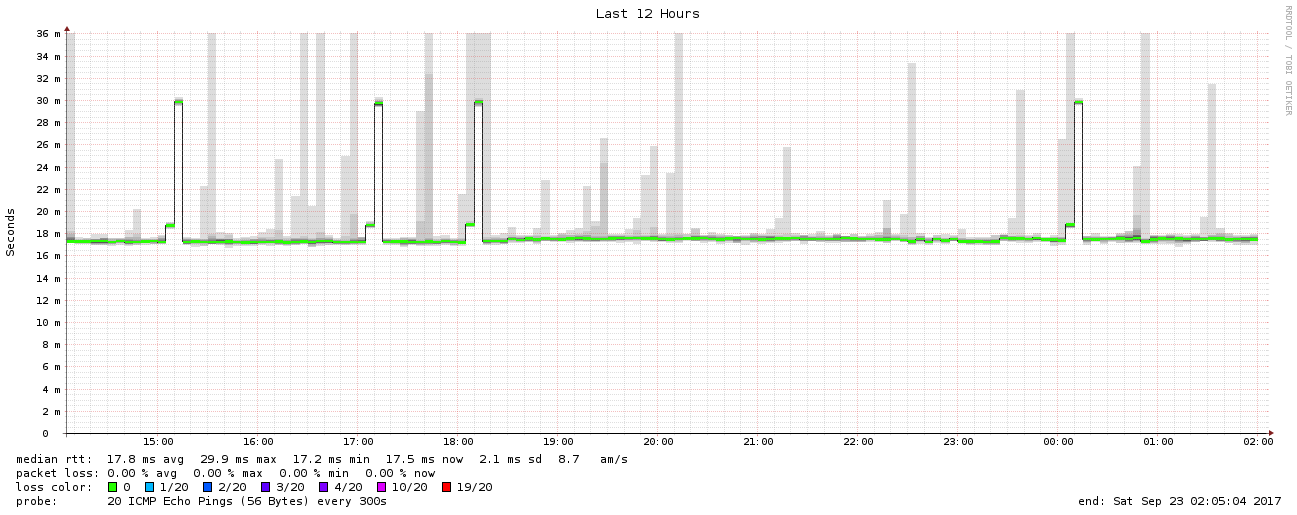 Last 12 Hours
RRDTOOL / TOBI OETIKER
Seconds
36 m
34 m
32 m
30 m
28 m
26 m
24 m
22 m
20 m
18 m
16 m
14 m
12 m
10 m
8 m
6 m
4 m
2 m
0
15:00 16:00 17:00 18:00 19:00 20:00 21:00 22:00 23:00 00:00 01:00 02:00
median rtt: 17.8 ms avg 29.9 ms max 17.2 ms min 17.5 ms now 2.1 ms sd 8.7 am/s
packet loss: 0.00 % avg 0.00 % max 0.00 % min 0.00 % now
loss color: 0 1/20 2/20 3/20 4/20 10/20 19/20
probe: 20 ICMP Echo Pings (56 Bytes) every 300s end: Sat Sep 23 02:05:04 2017